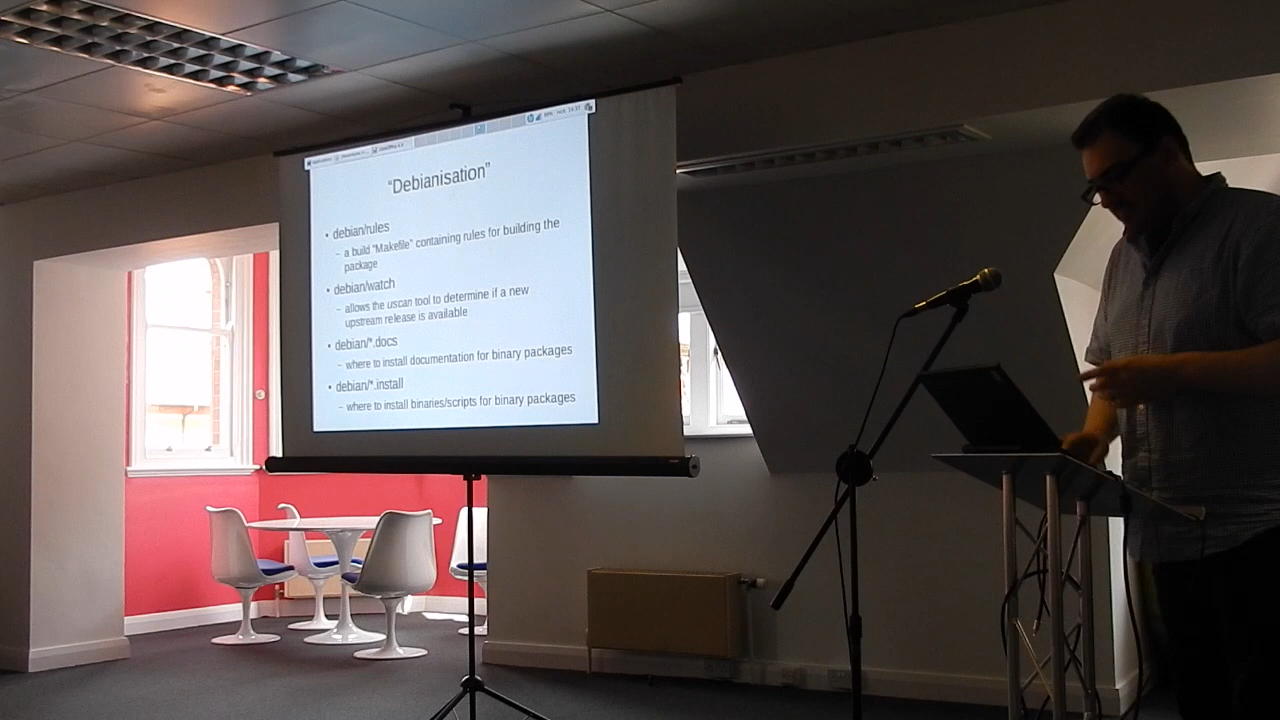 “Debianisation”
• debian/rules
– a build “Makefile” containing rules for building the
package
• debian/watch
– allows the uscan tool to determine if a new
upstream release is available
• debian/*.docs
– where to install documentation for binary packages
• debian/*.install
– where to install binaries/scripts for binary packages